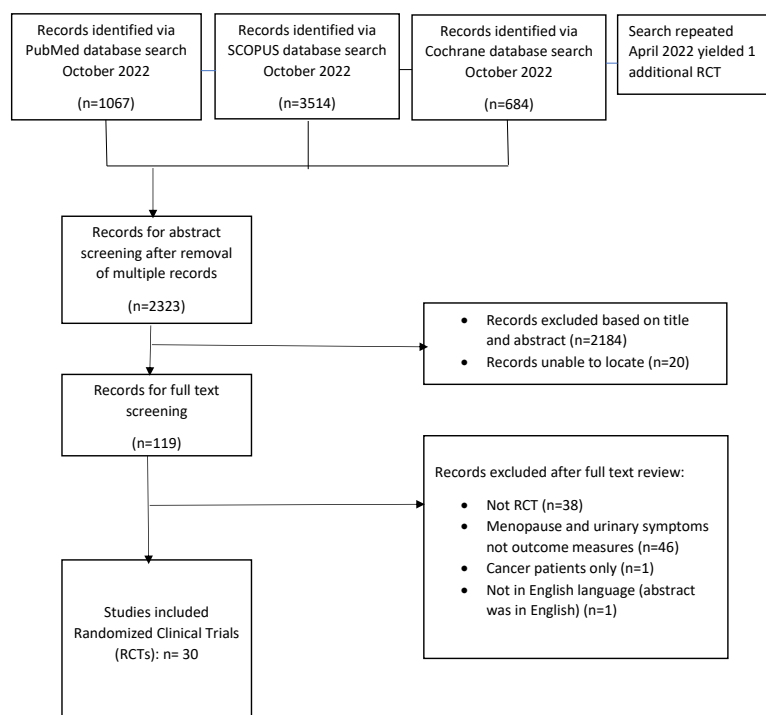 Records identified via
PubMed database search
October 2022
(n=1067)
Records identified via
SCOPUS database search
October 2022
(n=3514)
Records identified via
Cochrane database search
October 2022
(n=684)
Search repeated
April 2022 yielded 1
additional RCT
Records for abstract
screening after removal
of multiple records
(n=2323)
• Records excluded based on title
and abstract (n=2184)
• Records unable to locate (n=20)
Records for full text
screening
(n=119)
Records excluded after full text review:
• Not RCT (n=38)
• Menopause and urinary symptoms
not outcome measures (n=46)
• Cancer patients only (n=1)
• Not in English language (abstract
was in English) (n=1)
Studies included
Randomized Clinical Trials
(RCTs): n= 30